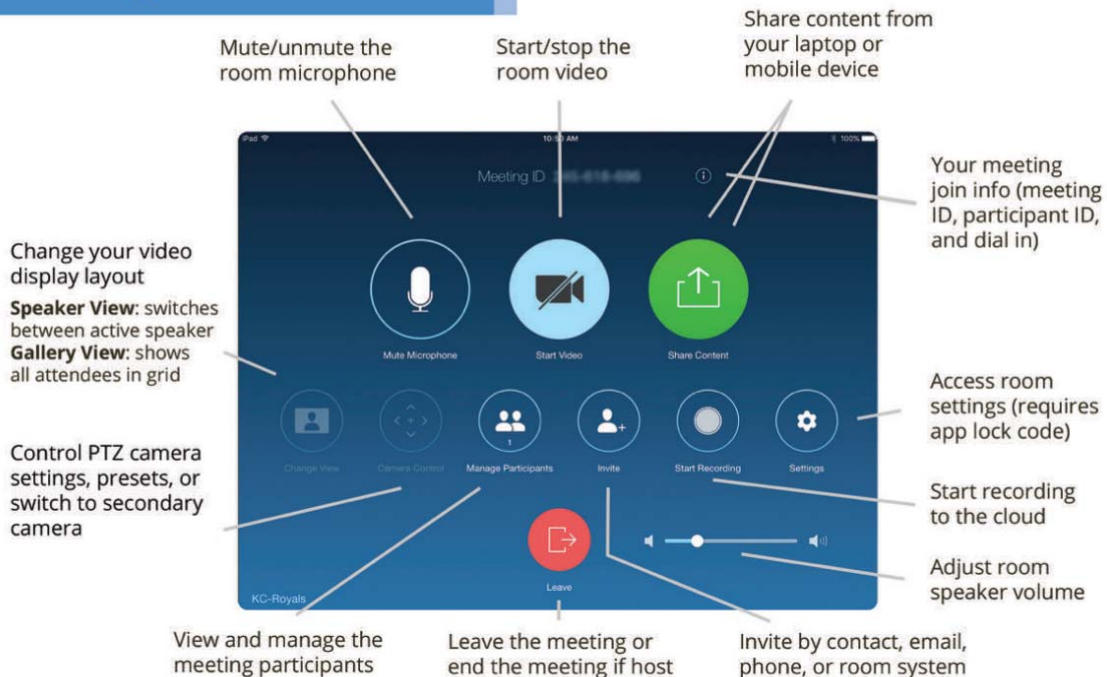 Mute/unmute the
room microphone
Start/stop the
room video
Share content from
your laptop or
mobile device
iPad
AM
100%
Meeting ID
Your meeting
join info (meeting
ID, participant ID,
and dial in)
Change your video
display layout
Speaker View: switches
between active speaker
Gallery View: shows
all attendees in grid
Mute Microphone
Start Video
Share Content
Access room
settings (requires
app lock code)
Control PTZ camera
settings, presets, or
switch to secondary
camera
1
Change View
Camera Control
Manage Participants
Invite
Start Recording
Settings
Start recording
to the cloud
Leave
Adjust room
speaker volume
KC-Royals
View and manage the
meeting participants
Leave the meeting or
end the meeting if host
Invite by contact, email,
phone, or room system